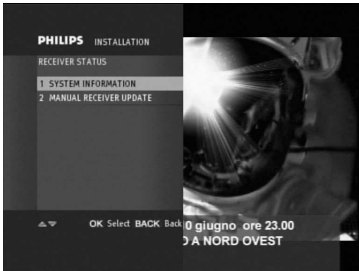 PHILIPS INSTALLATION
RECEIVER STATUS
1 SYSTEM INFORMATION
2 MANUAL RECEIVER UPDATE
OK Select BACK Back
0 giugno ore 23.00
A NORD OVEST